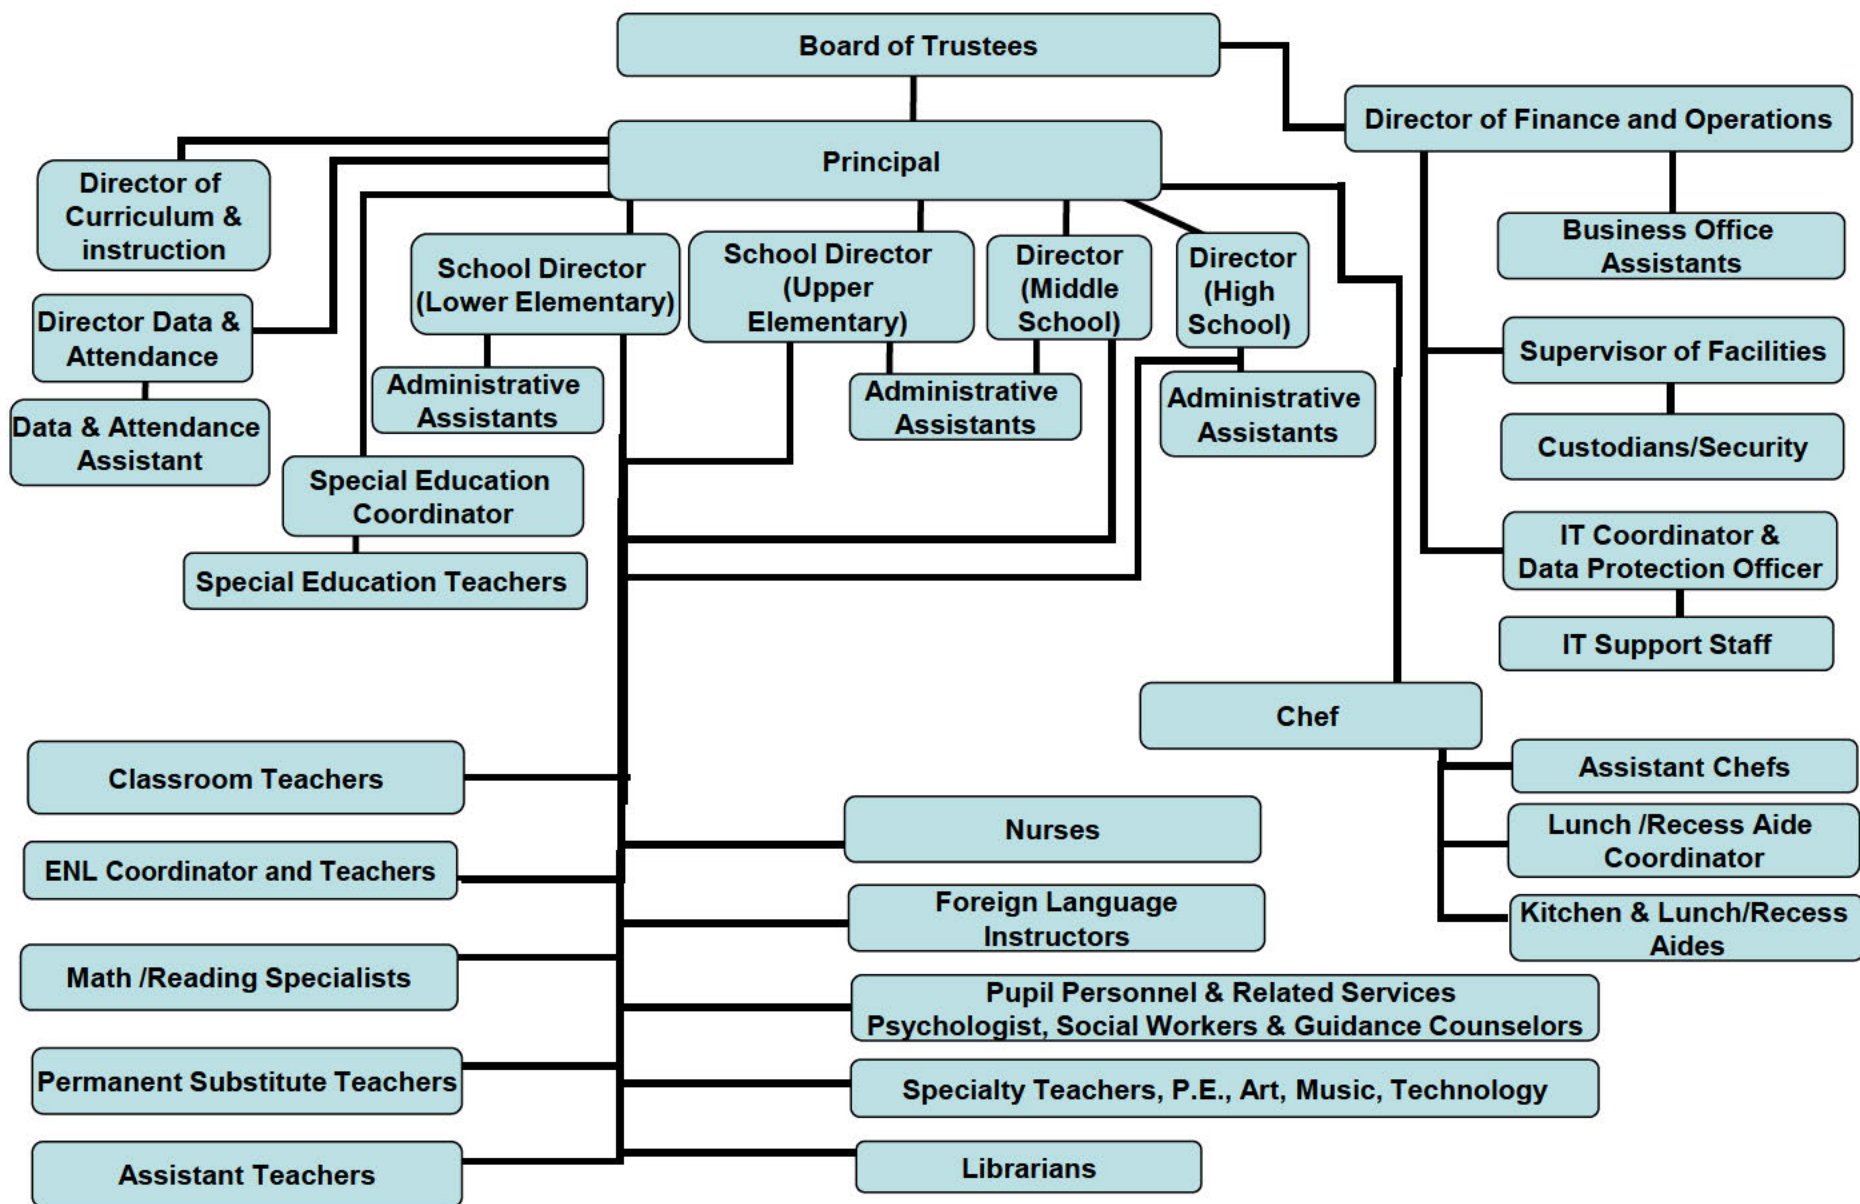 Board of Trustees
Director of Finance and Operations
Principal
Director of
Curriculum &
instruction
School Director
(Lower Elementary)
School Director
(Upper
Elementary)
Director
(Middle
School)
Director
(High
School)
Business Office
Assistants
Director Data &
Attendance
Supervisor of Facilities
Administrative
Assistants
Administrative
Assistants
Administrative
Assistants
Data & Attendance
Assistant
Custodians/Security
Special Education
Coordinator
IT Coordinator &
Data Protection Officer
Special Education Teachers
IT Support Staff
Chef
Classroom Teachers
Assistant Chefs
Nurses
Lunch /Recess Aide
Coordinator
ENL Coordinator and Teachers
Foreign Language
Instructors
Kitchen & Lunch/Recess
Aides
Math /Reading Specialists
Pupil Personnel & Related Services
Psychologist, Social Workers & Guidance Counselors
Permanent Substitute Teachers
Specialty Teachers, P.E., Art, Music, Technology
Assistant Teachers
Librarians